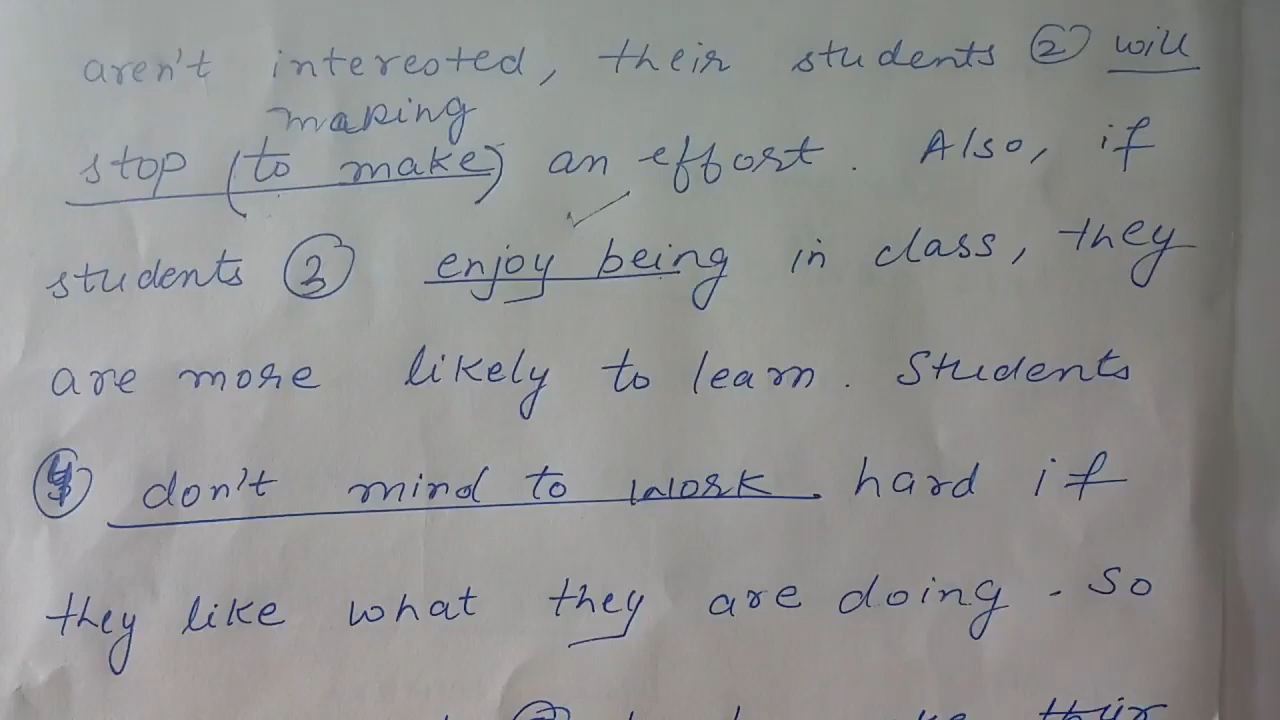 aren't interested, their students ② will
making
stop (to make) an effort. Also, if
students ③ enjoy being in class, they
are more likely to learn. Students
④ don't mind to work hard if
they like what they are doing. So
their